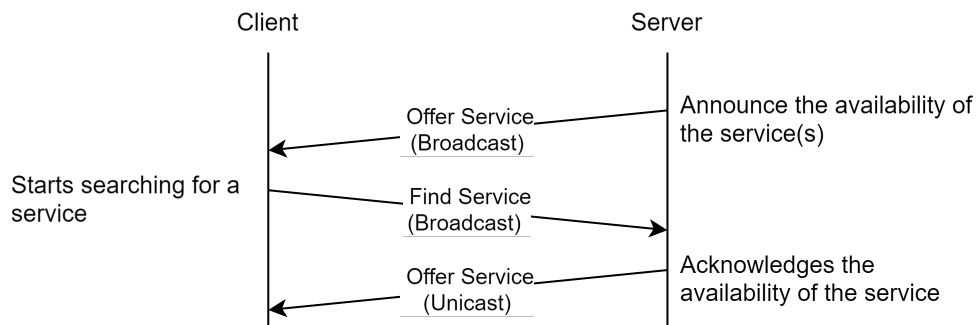 Client
Server
Offer Service
(Broadcast)
Announce the availability of
the service(s)
Starts searching for a
service
Find Service
(Broadcast)
Offer Service
(Unicast)
Acknowledges the
availability of the service